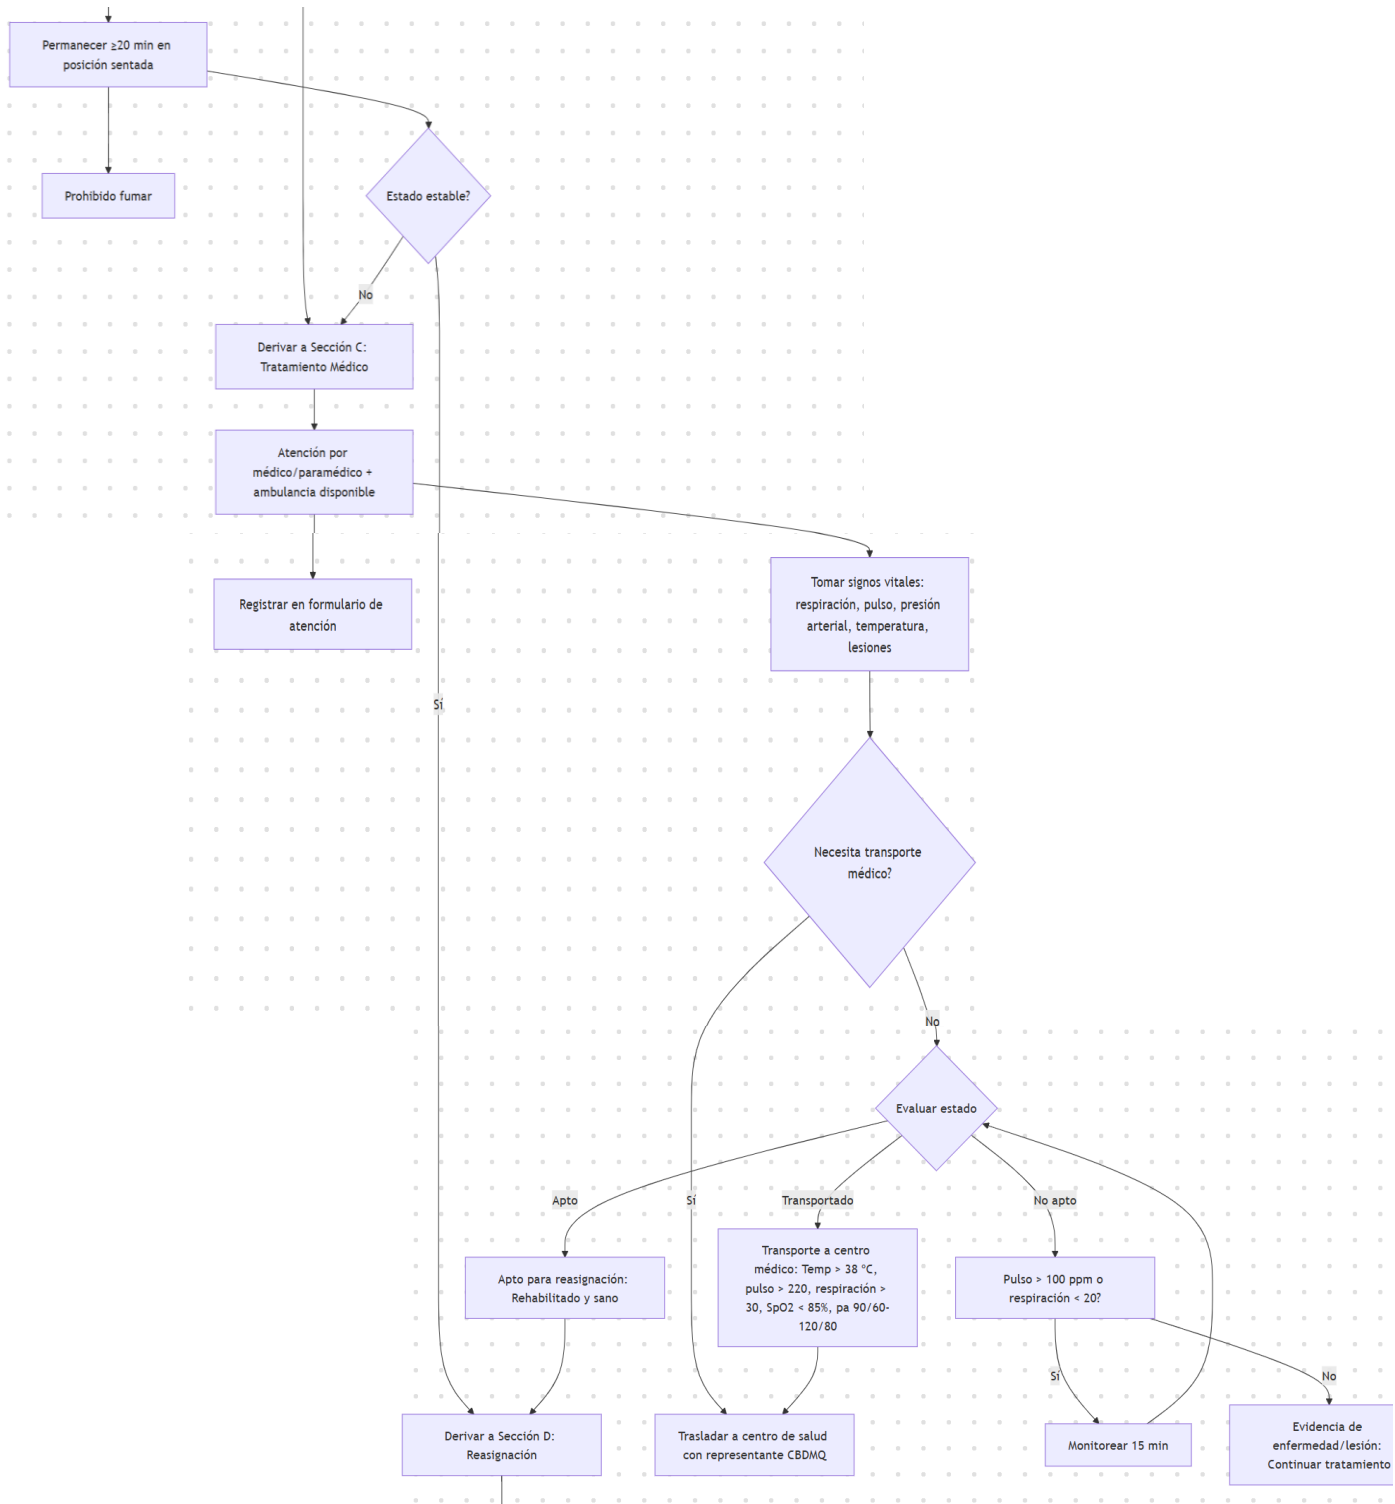 Permanecer ≥20 min en
posición sentada
Prohibido fumar
Estado estable?
No
Derivar a Sección C:
Tratamiento Médico
Atención por
médico/paramédico +
ambulancia disponible
Registrar en formulario de
atención
Tomar signos vitales:
respiración, pulso, presión
arterial, temperatura,
lesiones
Sí
Necesita transporte
médico?
No
Evaluar estado
Apto
Sí
Transportado
No apto
Apto para reasignación:
Rehabilitado y sano
Transporte a centro
médico: Temp > 38 °C,
pulso > 220, respiración >
30, SpO2 < 85%, pa 90/60-
120/80
Pulso > 100 ppm o
respiración < 20?
Sí
No
Derivar a Sección D:
Reasignación
Trasladar a centro de salud
con representante CBDMQ
Monitorear 15 min
Evidencia de
enfermedad/lesión:
Continuar tratamiento